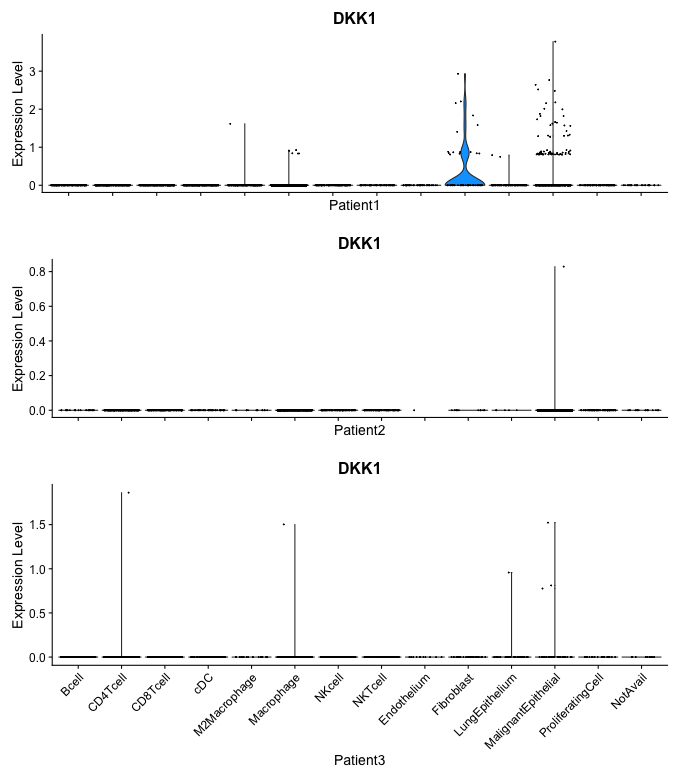 DKK1
Expression Level
3
2
1
0
Patient1
DKK1
Expression Level
0.8
0.6
0.4
0.2
0.0
Patient2
DKK1
Expression Level
1.5
1.0
0.5
0.0
Bcell
CD4Tcell
CD8Tcell
cDC
M2Macrophage
Macrophage
NKcell
NKTcell
Endothelium
Fibroblast
LungEpithelium
MalignantEpithelial
ProliferatingCell
NotAvail
Patient3